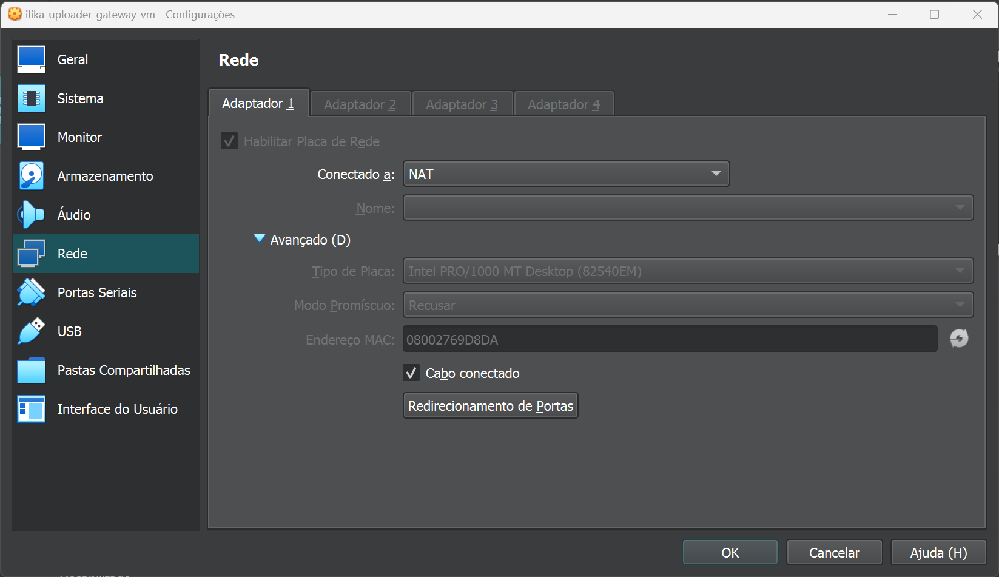 ilika-uploader-gateway-vm - Configurações
Geral
Sistema
Monitor
Armazenamento
Áudio
Rede
Portas Seriais
USB
Pastas Compartilhadas
Interface do Usuário
Rede
Adaptador 1 Adaptador 2 Adaptador 3 Adaptador 4
Habilitar Placa de Rede
Conectado a: NAT
Nome:
Avançado (D)
Tipo de Placa: Intel PRO/1000 MT Desktop (82540EM)
Modo Promíscuo: Recusar
Endereço MAC: 08002769D8DA
Cabo conectado
Redirecionamento de Portas
OK Cancelar Ajuda (H)